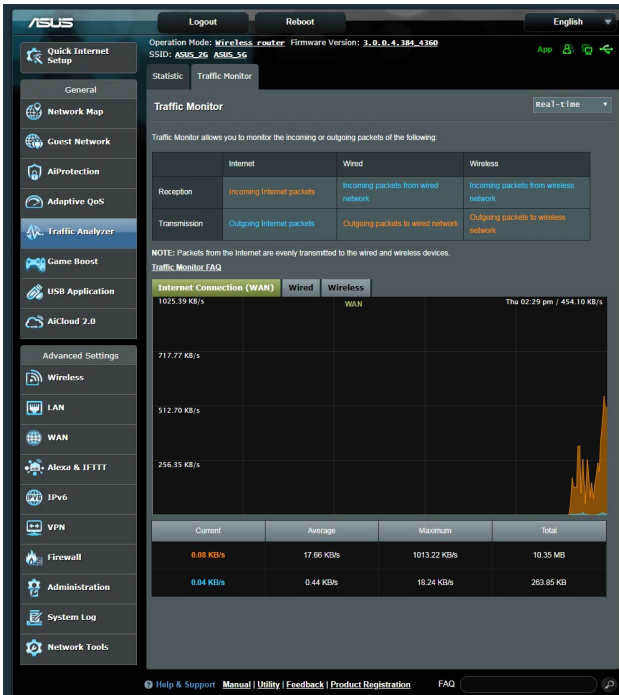 ASUS
Logout
Reboot
English
Quick Internet
Setup
Operation Mode: Wireless router Firmware Version: 3.0.0.4.384_4360
SSID: ASUS_2G ASUS_5G
App
Statistic
Traffic Monitor
General
Network Map
Guest Network
AiProtection
Adaptive QoS
Traffic Analyzer
Game Boost
USB Application
AiCloud 2.0
Advanced Settings
Wireless
LAN
WAN
Alexa & IFTTT
IPv6
VPN
Firewall
Administration
System Log
Network Tools
Traffic Monitor
Real-time
Traffic Monitor allows you to monitor the incoming or outgoing packets of the following:
Internet
Wired
Wireless
Reception
Incoming Internet packets
Incoming packets from wired
network
Incoming packets from wireless
network
Transmission
Outgoing Internet packets
Outgoing packets to wired network
Outgoing packets to wireless
network
NOTE: Packets from the Internet are evenly transmitted to the wired and wireless devices.
Traffic Monitor FAQ
Internet Connection (WAN)
Wired
Wireless
1025.39 KB/s
WAN
Thu 02:29 pm / 454.10 KB/s
717.77 KB/s
512.70 KB/s
256.35 KB/s
Current
Average
Maximum
Total
0.08 KB/s
17.66 KB/s
1013.22 KB/s
10.35 MB
0.04 KB/s
0.44 KB/s
18.24 KB/s
263.85 KB
Help & Support
Manual | Utility | Feedback | Product Registration
FAQ